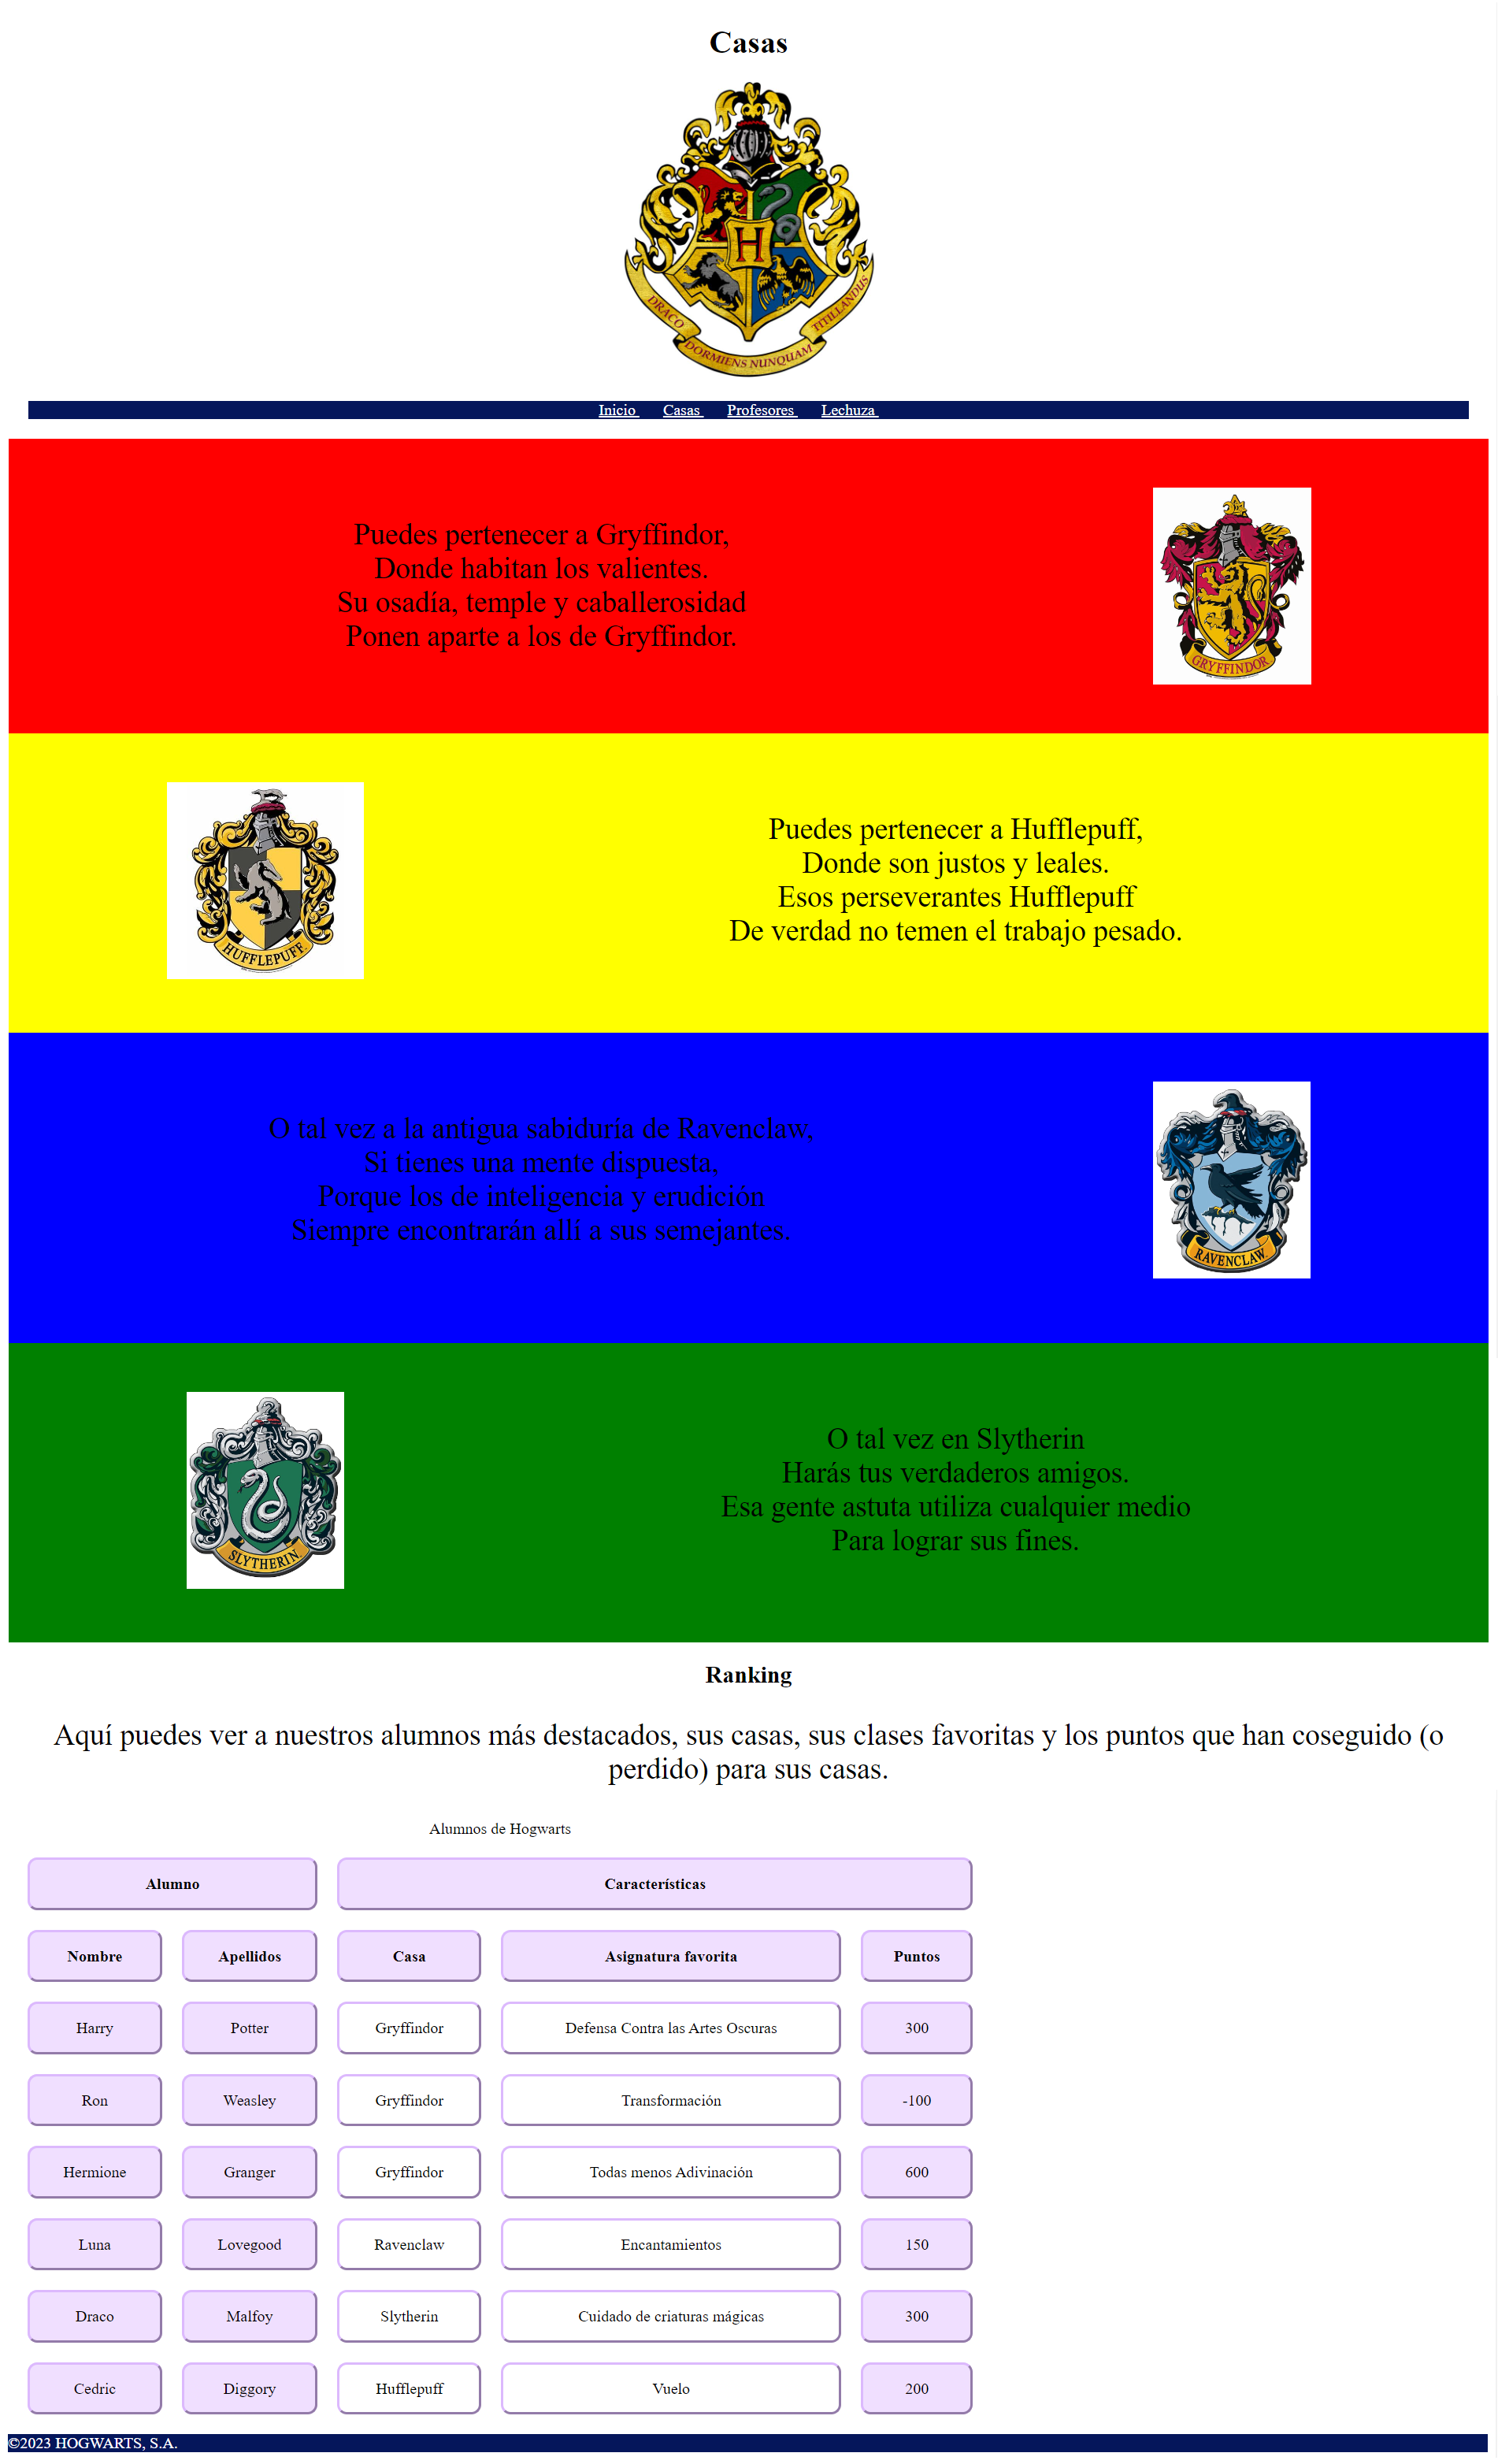 Casas
H
DRACO DORMIENS NUNQUAM TITILLANDUS
Inicio Casas Profesores Lechuza
Puedes pertenecer a Gryffindor,
Donde habitan los valientes.
Su osadía, temple y caballerosidad
Ponen aparte a los de Gryffindor.
GRYFFINDOR
HUFFLEPUFF
Puedes pertenecer a Hufflepuff,
Donde son justos y leales.
Esos perseverantes Hufflepuff
De verdad no temen el trabajo pesado.
O tal vez a la antigua sabiduría de Ravenclaw,
Si tienes una mente dispuesta,
Porque los de inteligencia y erudición
Siempre encontrarán allí a sus semejantes.
RAVENCLAW
SLYTHERIN
O tal vez en Slytherin
Harás tus verdaderos amigos.
Esa gente astuta utiliza cualquier medio
Para lograr sus fines.
Ranking
Aquí puedes ver a nuestros alumnos más destacados, sus casas, sus clases favoritas y los puntos que han coseguido (o
perdido) para sus casas.
Alumnos de Hogwarts
Alumno Características
Nombre Apellidos Casa Asignatura favorita Puntos
Harry Potter Gryffindor Defensa Contra las Artes Oscuras 300
Ron Weasley Gryffindor Transformación -100
Hermione Granger Gryffindor Todas menos Adivinación 600
Luna Lovegood Ravenclaw Encantamientos 150
Draco Malfoy Slytherin Cuidado de criaturas mágicas 300
Cedric Diggory Hufflepuff Vuelo 200
©2023 HOGWARTS, S.A.